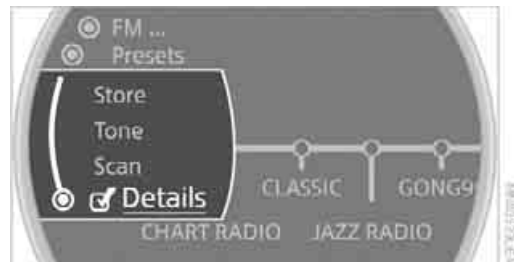 FM ...
Presets
Store
Tone
Scan
Details
CLASSIC GONG9
CHART RADIO JAZZ RADIO